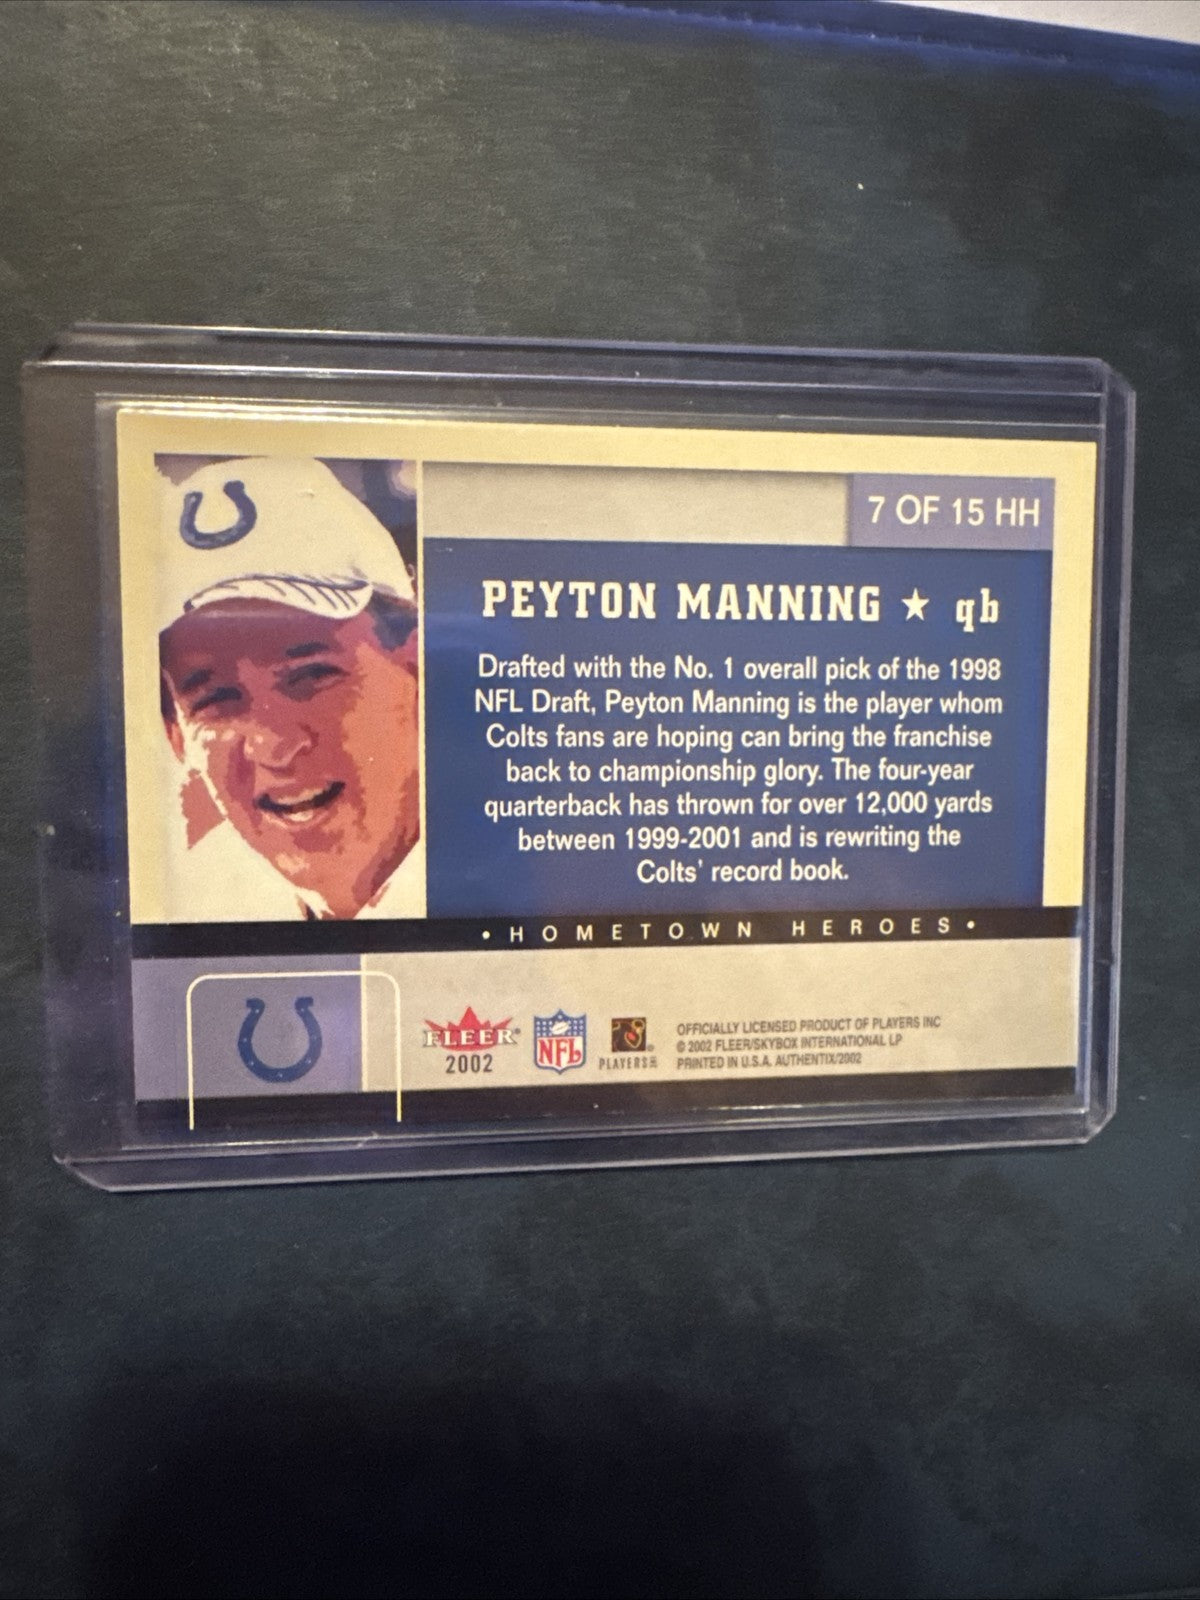 7 OF 15 HH
PEYTON MANNING ★ qb
Drafted with the No. 1 overall pick of the 1998
NFL Draft, Peyton Manning is the player whom
Colts fans are hoping can bring the franchise
back to championship glory. The four-year
quarterback has thrown for over 12,000 yards
between 1999-2001 and is rewriting the
Colts' record book.
• HOMETOWN HEROES •
FLEER®
2002
NFL
PLAYERS
OFFICIALLY LICENSED PRODUCT OF PLAYERS INC
© 2002 FLEER/SKYBOX INTERNATIONAL LP
PRINTED IN U.S.A. AUTHENTIX/2002